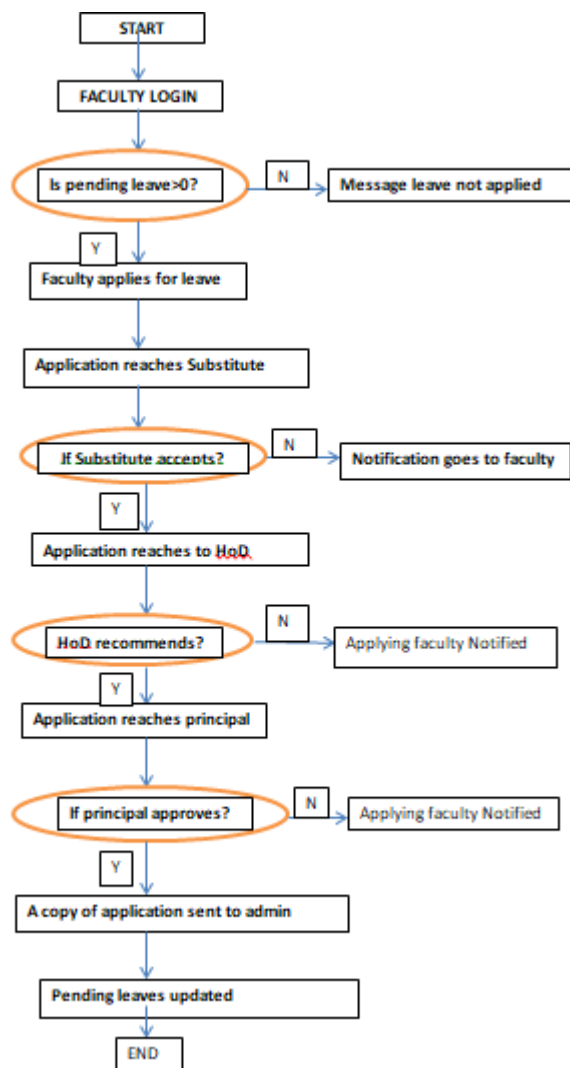 START
FACULTY LOGIN
Is pending leave>0?
N
Message leave not applied
Y
Faculty applies for leave
Application reaches Substitute
If Substitute accepts?
N
Notification goes to faculty
Y
Application reaches to HoD
HoD recommends?
N
Applying faculty Notified
Y
Application reaches principal
If principal approves?
N
Applying faculty Notified
Y
A copy of application sent to admin
Pending leaves updated
END